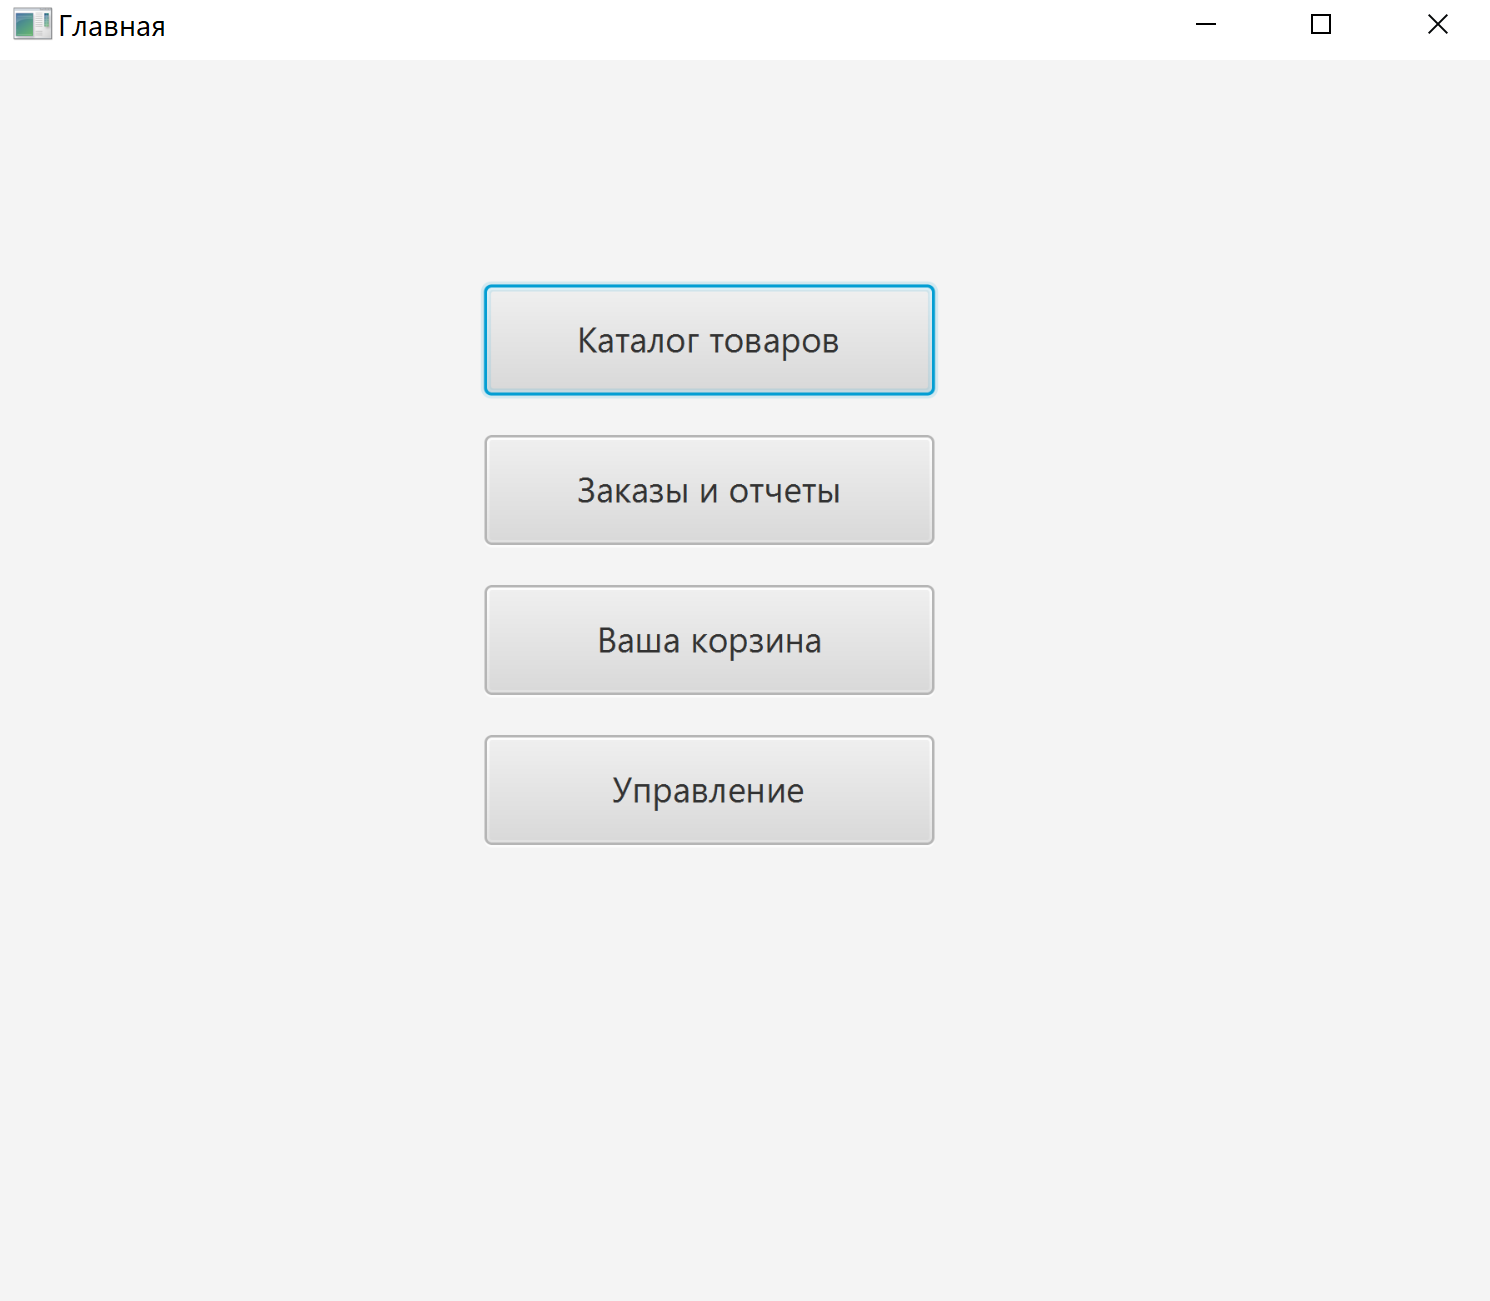 Главная
Каталог товаров
Заказы и отчеты
Ваша корзина
Управление